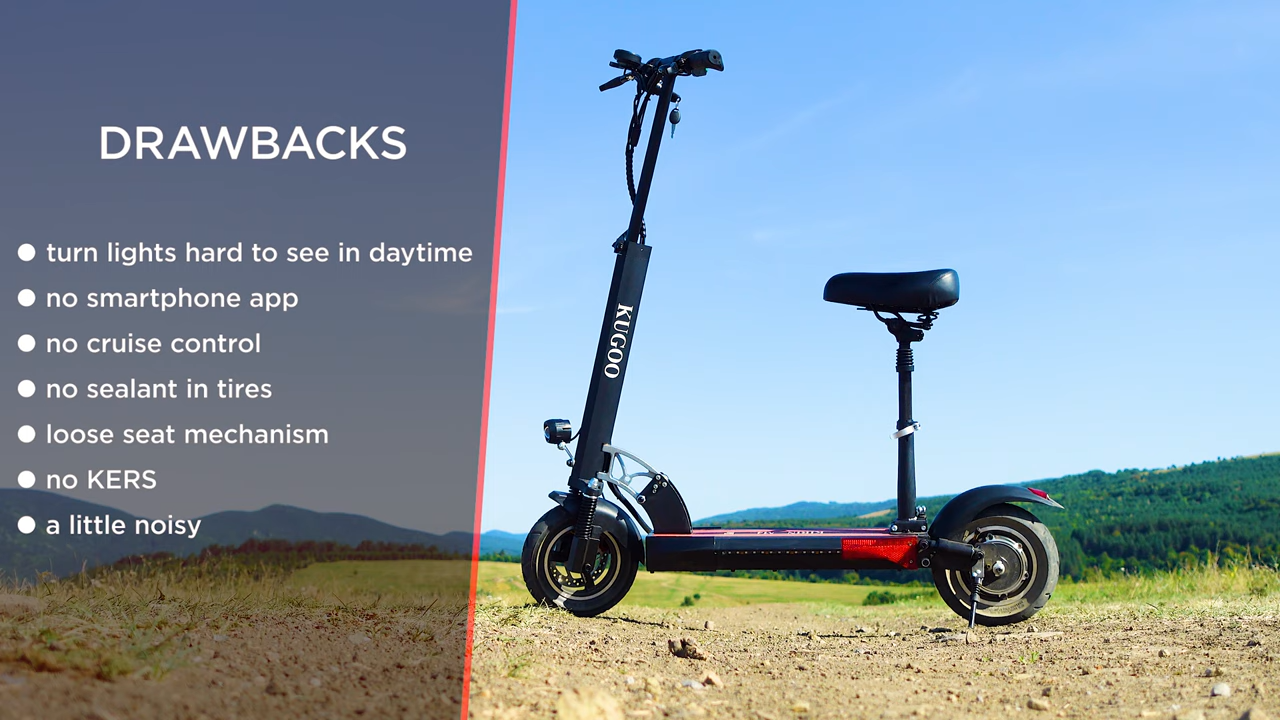 DRAWBACKS
turn lights hard to see in daytime
no smartphone app
no cruise control
no sealant in tires
loose seat mechanism
no KERS
a little noisy
KUGOO